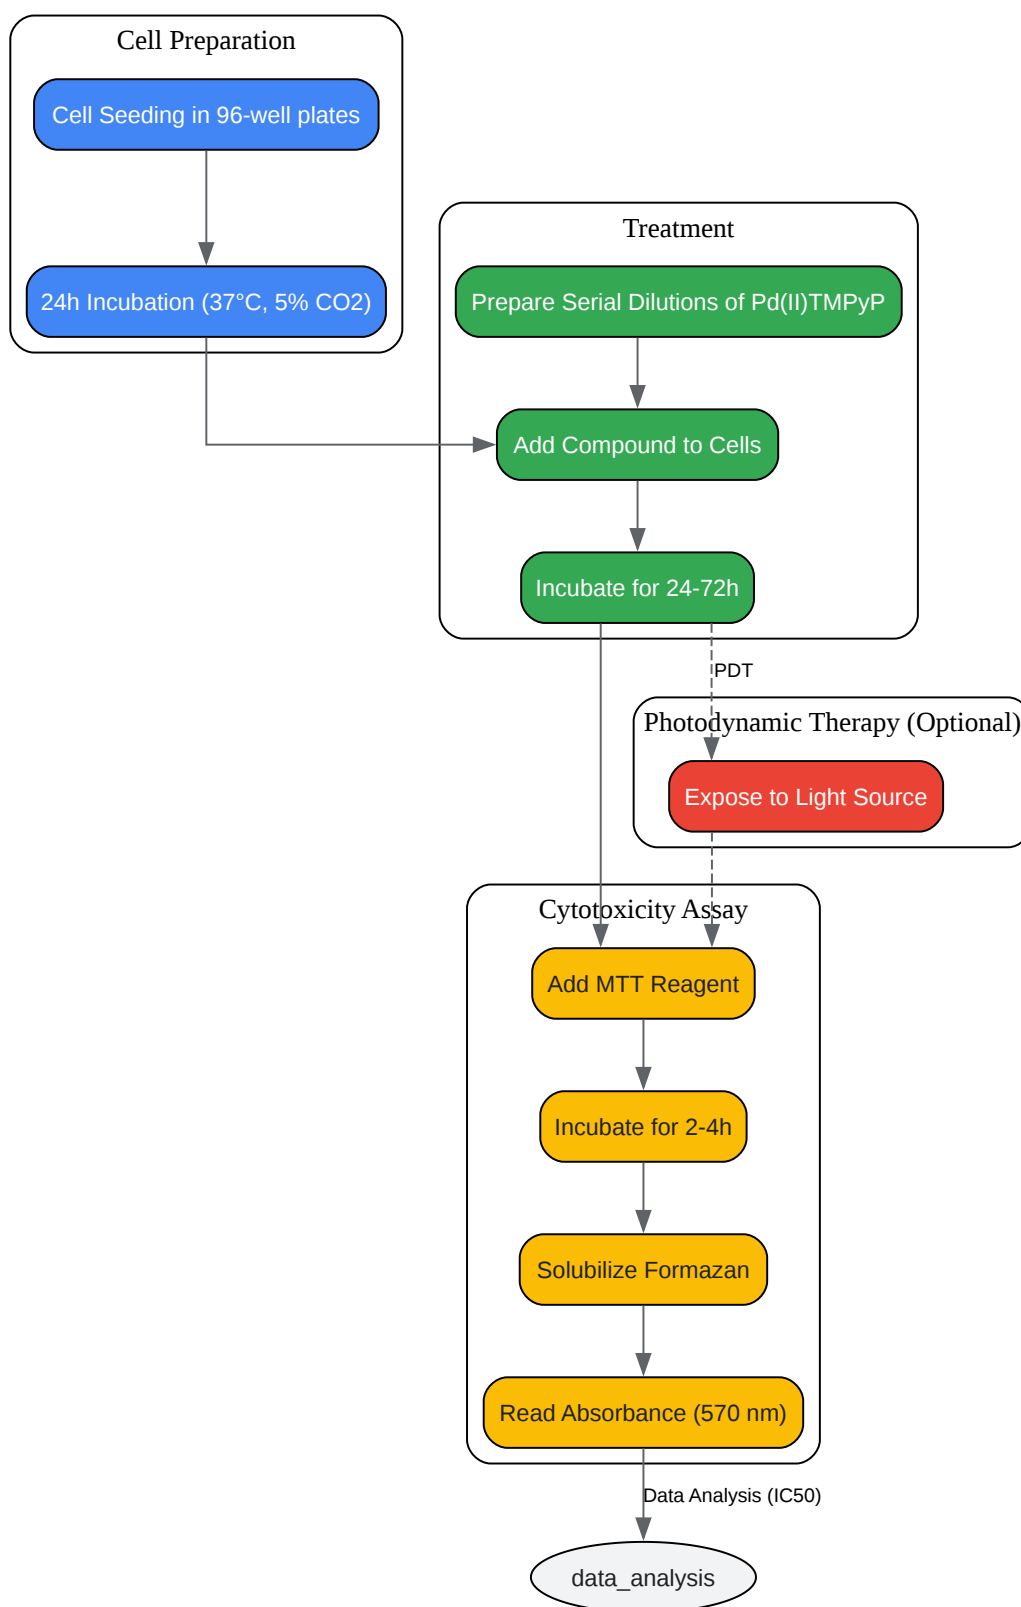 Cell Preparation
Cell Seeding in 96-well plates
24h Incubation (37°C, 5% CO2)
Treatment
Prepare Serial Dilutions of Pd(II)TMPyP
Add Compound to Cells
Incubate for 24-72h
PDT
Photodynamic Therapy (Optional)
Expose to Light Source
Cytotoxicity Assay
Add MTT Reagent
Incubate for 2-4h
Solubilize Formazan
Read Absorbance (570 nm)
Data Analysis (IC50)
data_analysis